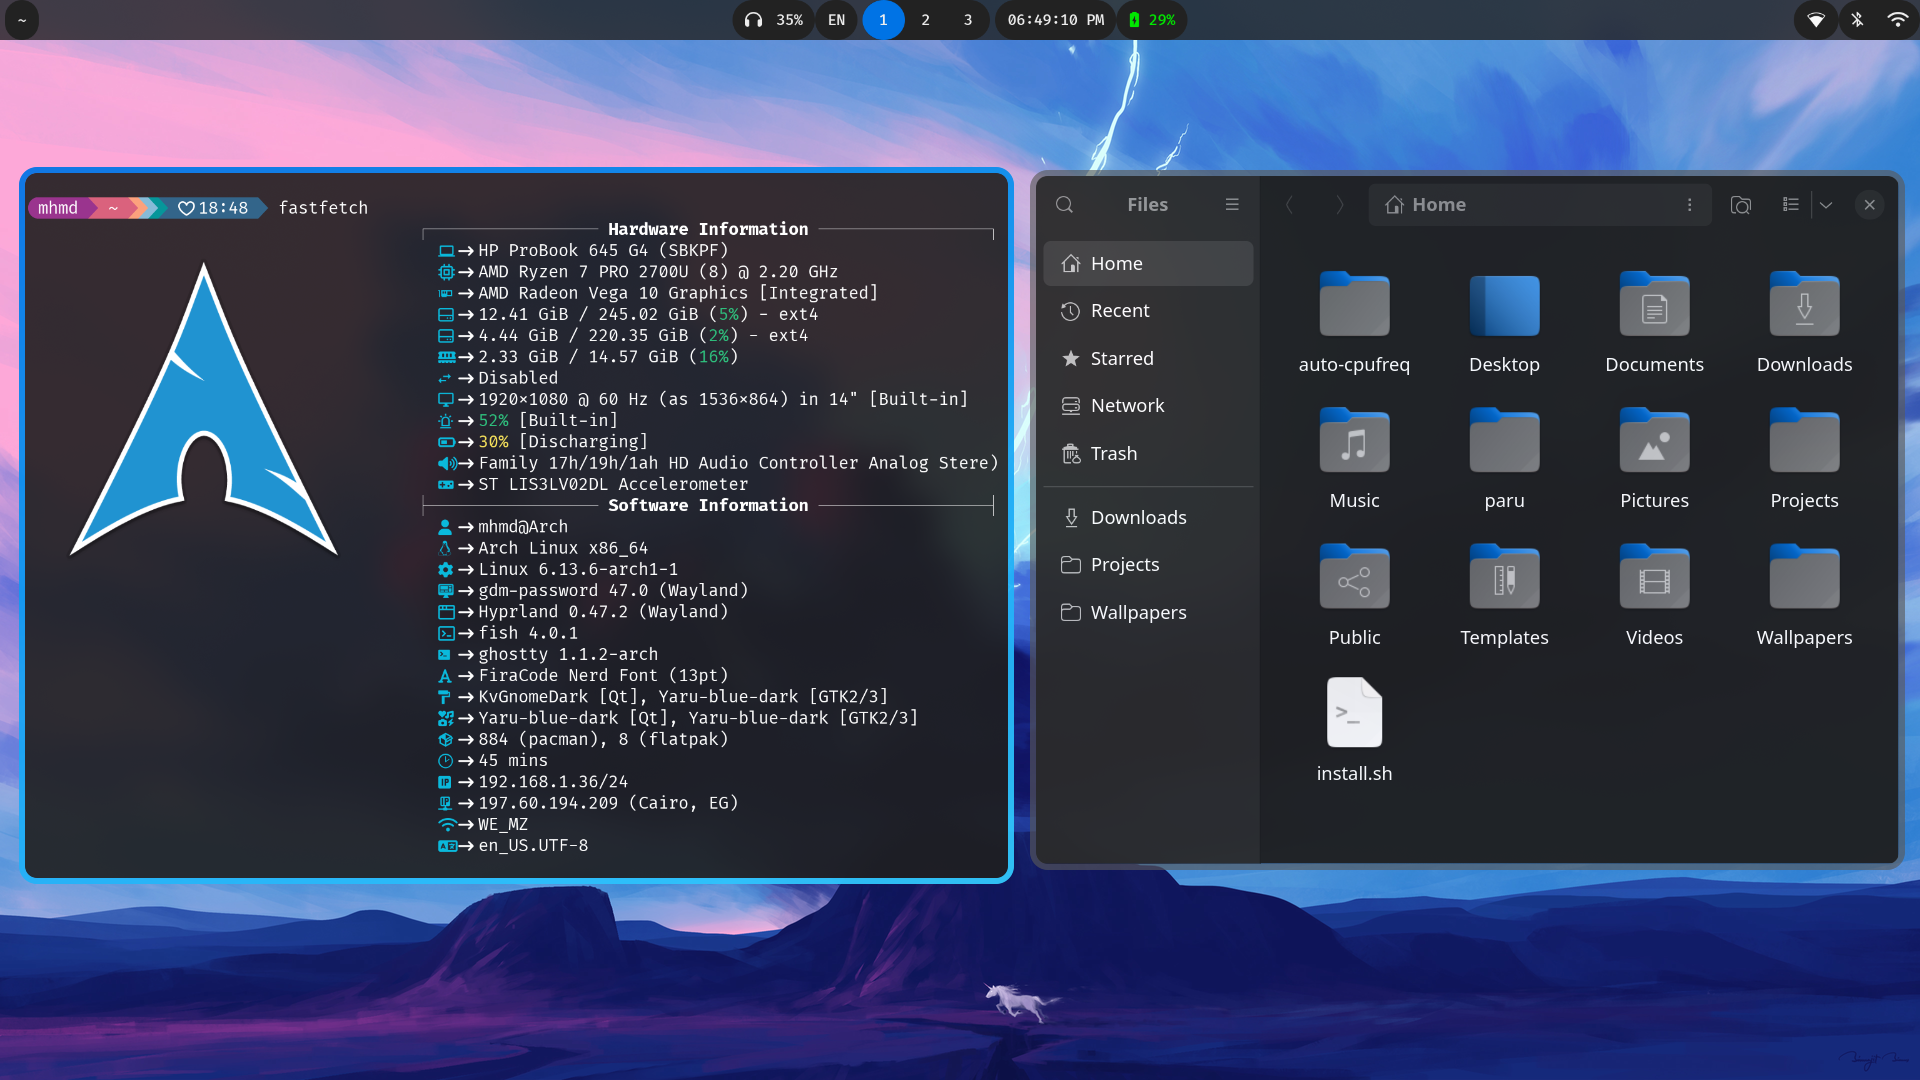 ~
35%
EN
1
2
3
06:49:10 PM
29%
mhmd ~ 18:48 fastfetch
Hardware Information
HP ProBook 645 G4 (SBKPF)
AMD Ryzen 7 PRO 2700U (8) @ 2.20 GHz
AMD Radeon Vega 10 Graphics [Integrated]
12.41 GiB / 245.02 GiB (5%) - ext4
4.44 GiB / 220.35 GiB (2%) - ext4
2.33 GiB / 14.57 GiB (16%)
Disabled
1920×1080 @ 60 Hz (as 1536×864) in 14" [Built-in]
52% [Built-in]
30% [Discharging]
Family 17h/19h/1ah HD Audio Controller Analog Stere)
ST LIS3LV02DL Accelerometer
Software Information
mhmd@Arch
Arch Linux x86_64
Linux 6.13.6-arch1-1
gdm-password 47.0 (Wayland)
Hyprland 0.47.2 (Wayland)
fish 4.0.1
ghostty 1.1.2-arch
FiraCode Nerd Font (13pt)
KvGnomeDark [Qt], Yaru-blue-dark [GTK2/3]
Yaru-blue-dark [Qt], Yaru-blue-dark [GTK2/3]
884 (pacman), 8 (flatpak)
45 mins
192.168.1.36/24
197.60.194.209 (Cairo, EG)
WE_MZ
en_US.UTF-8
Files
Home
Recent
Starred
Network
Trash
Downloads
Projects
Wallpapers
Home
auto-cpufreq
Desktop
Documents
Downloads
Music
paru
Pictures
Projects
Public
Templates
Videos
Wallpapers
install.sh